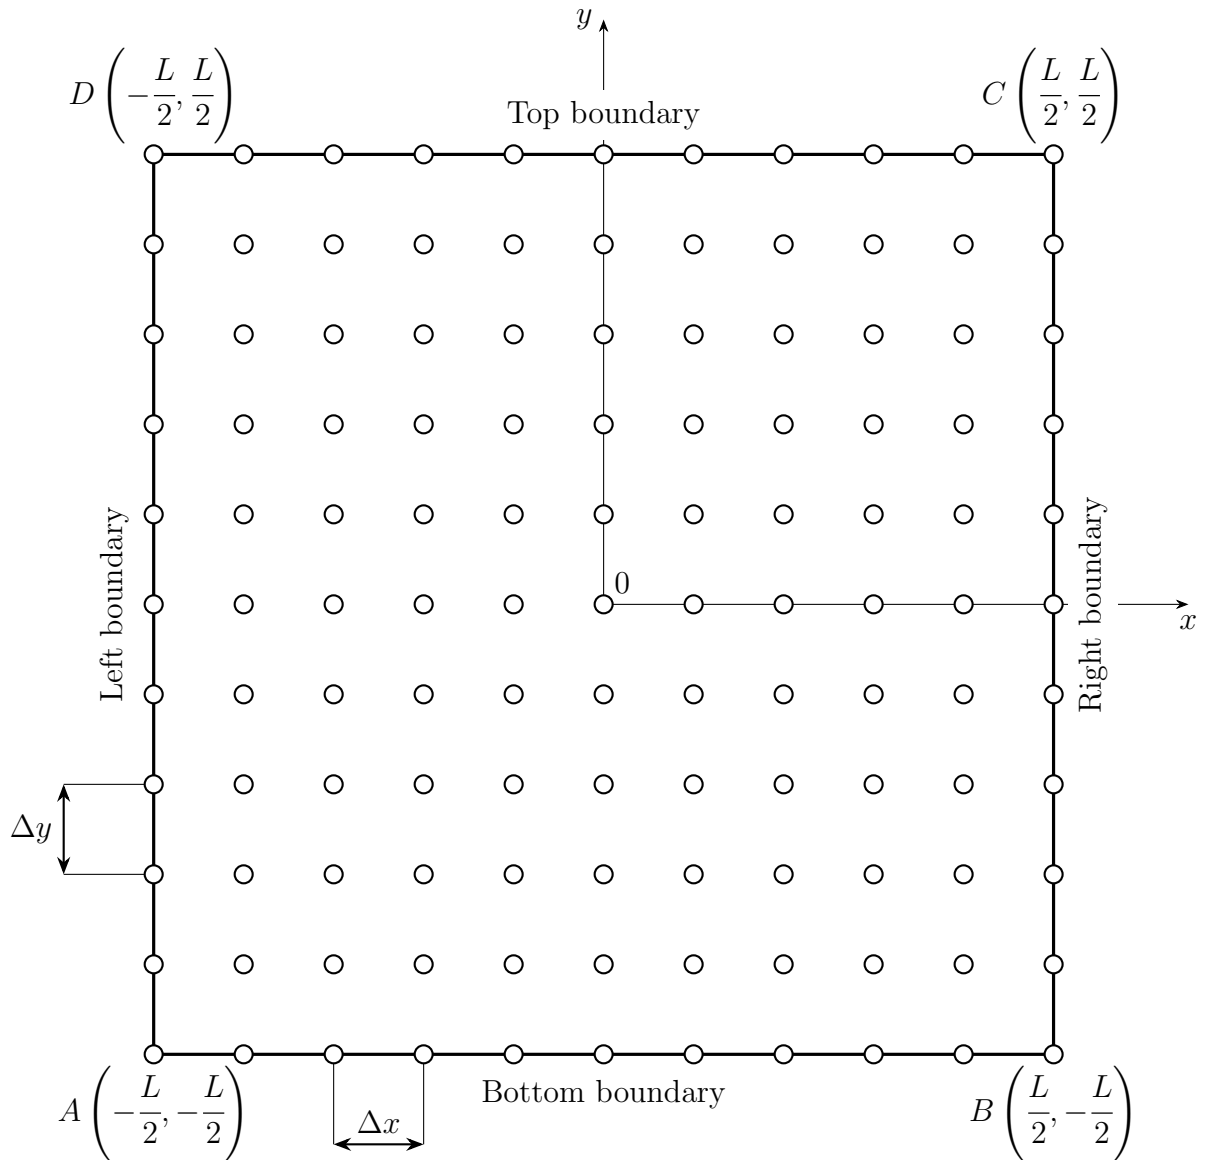 y
D (−L/2, L/2)
C (L/2, L/2)
Top boundary
Left boundary
Right boundary
0
x
Δy
Bottom boundary
A (−L/2, −L/2)
B (L/2, −L/2)
Δx